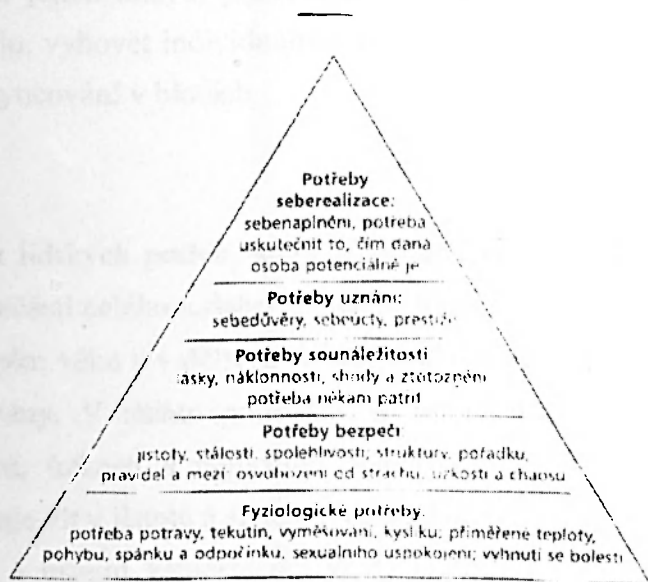 Potřeby
seberealizace:
sebenaplnění, potřeba
uskutečnit to, čím daná
osoba potenciálně je
Potřeby uznání:
sebedůvěry, sebeúcty, prestiže
Potřeby sounáležitosti
lásky, náklonnosti, shody a ztotožnění
potřeba někam patřit
Potřeby bezpečí:
jistoty, stálosti, spolehlivosti, struktury, pořádku,
pravidel a mezí, osvobození od strachu, úzkosti a chaosu
Fyziologické potřeby:
potřeba potravy, tekutin, vyměšování, kyslíku; přiměřené teploty,
pohybu, spánku a odpočinku, sexuálního uspokojení; vyhnutí se bolesti